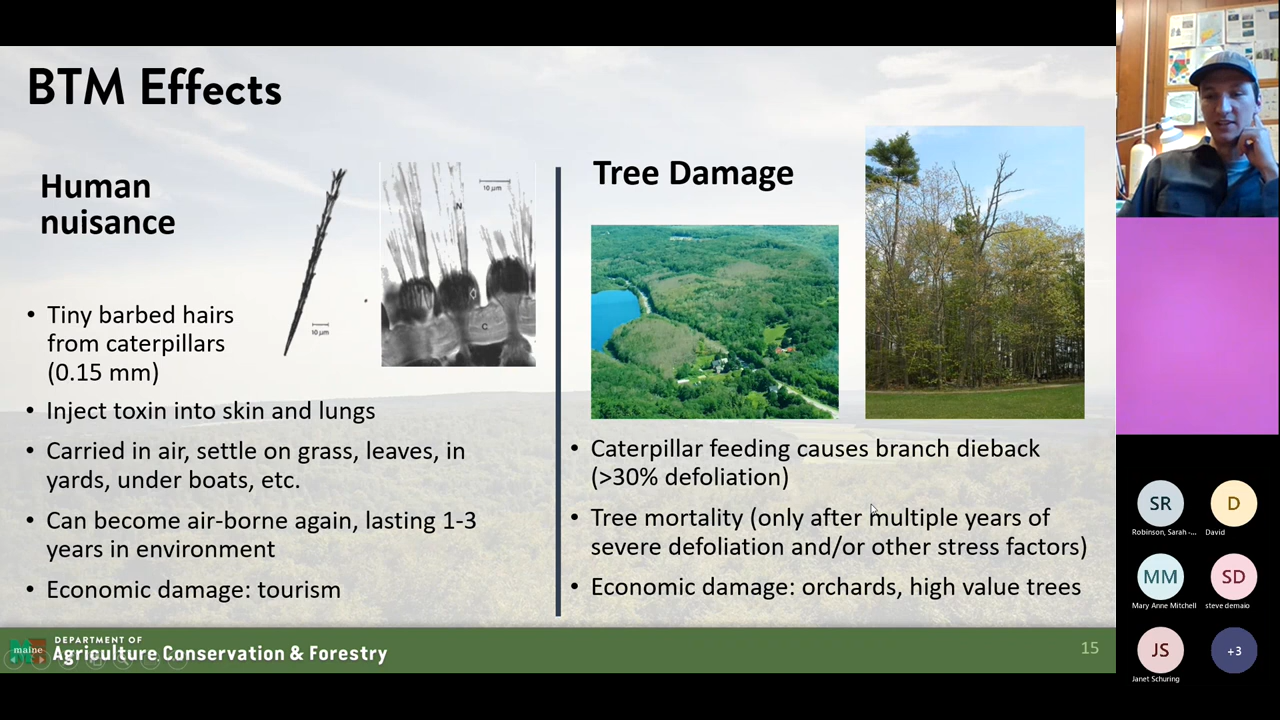 BTM Effects
Human
nuisance
10 μm
10 μm
N
C
• Tiny barbed hairs
from caterpillars
(0.15 mm)
• Inject toxin into skin and lungs
• Carried in air, settle on grass, leaves, in
yards, under boats, etc.
• Can become air-borne again, lasting 1-3
years in environment
• Economic damage: tourism
Tree Damage
• Caterpillar feeding causes branch dieback
(>30% defoliation)
• Tree mortality (only after multiple years of
severe defoliation and/or other stress factors)
• Economic damage: orchards, high value trees
maine
DEPARTMENT OF
Agriculture Conservation & Forestry
15
SR
Robinson, Sarah -...
D
David
MM
Mary Anne Mitchell
SD
steve demaio
JS
Janet Schuring
+3